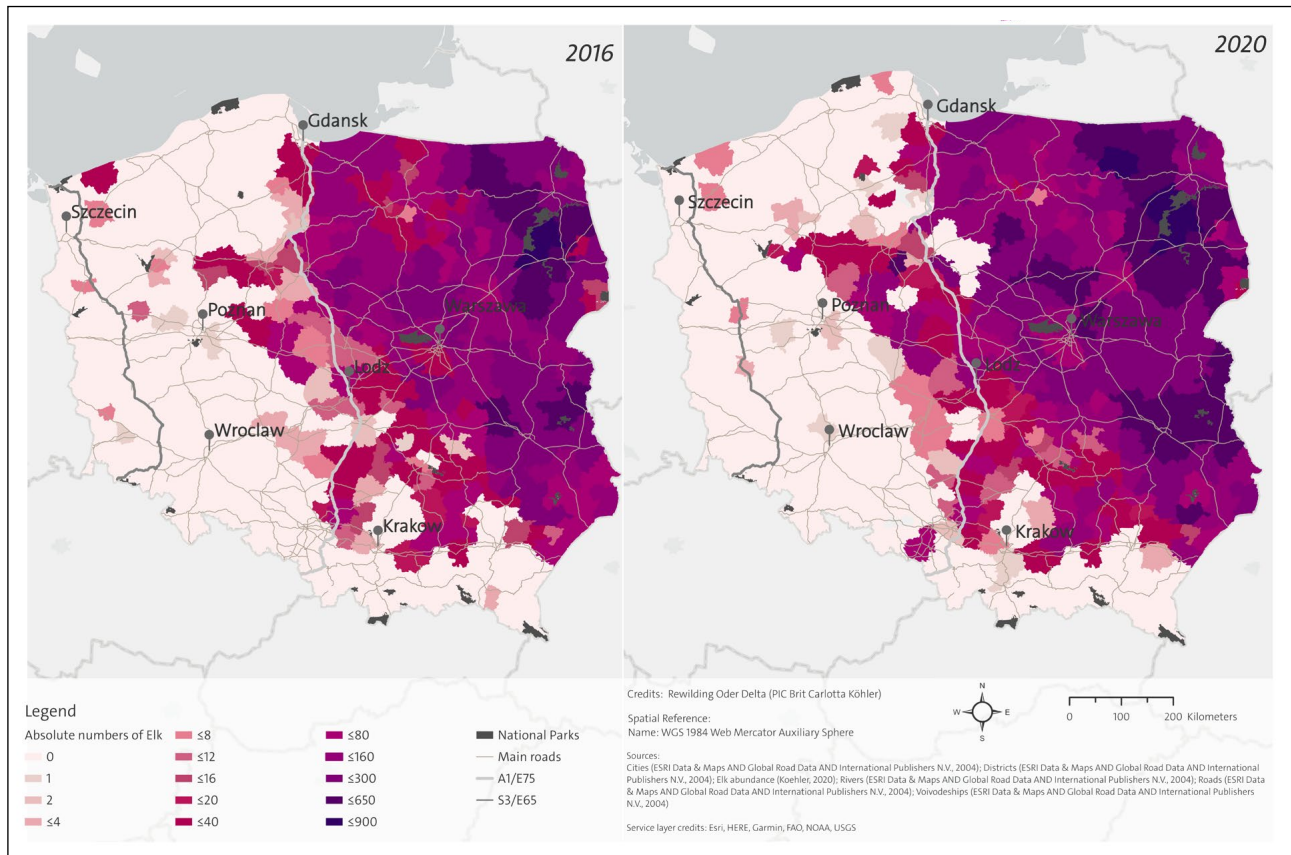 2016
Gdansk
Szczecin
Poznan
Warszawa
Lodz
Wroclaw
Krakow
2020
Gdansk
Szczecin
Poznan
Warszawa
Lodz
Wroclaw
Krakow
Legend
Absolute numbers of Elk
0
1
2
≤4
≤8
≤12
≤16
≤20
≤40
≤80
≤160
≤300
≤650
≤900
National Parks
Main roads
A1/E75
S3/E65
Credits: Rewilding Oder Delta (PIC Brit Carlotta Köhler)
Spatial Reference:
Name: WGS 1984 Web Mercator Auxiliary Sphere
N
W E
S
0 100 200 Kilometers
Sources:
Cities (ESRI Data & Maps AND Global Road Data AND International Publishers N.V., 2004); Districts (ESRI Data & Maps AND Global Road Data AND International
Publishers N.V., 2004); Elk abundance (Koehler, 2020); Rivers (ESRI Data & Maps AND Global Road Data AND International Publishers N.V., 2004); Roads (ESRI Data
& Maps AND Global Road Data AND International Publishers N.V., 2004); Voivodeships (ESRI Data & Maps AND Global Road Data AND International Publishers
N.V., 2004)
Service layer credits: Esri, HERE, Garmin, FAO, NOAA, USGS